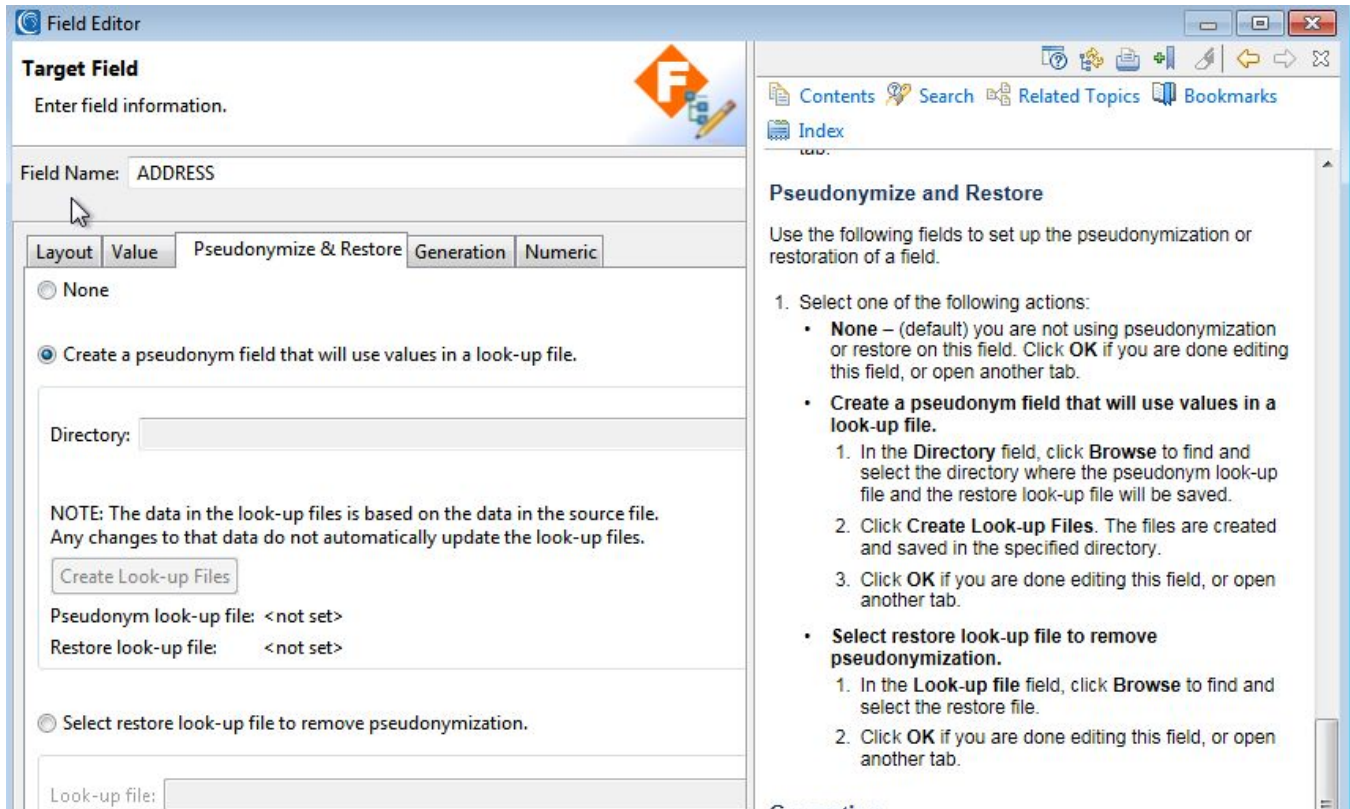 Field Editor
Target Field
Enter field information.
Field Name: ADDRESS
Layout
Value
Pseudonymize & Restore
Generation
Numeric
None
Create a pseudonym field that will use values in a look-up file.
Directory:
NOTE: The data in the look-up files is based on the data in the source file.
Any changes to that data do not automatically update the look-up files.
Create Look-up Files
Pseudonym look-up file: <not set>
Restore look-up file: <not set>
Select restore look-up file to remove pseudonymization.
Look-up file:
Contents Search Related Topics Bookmarks
Index
tab.
Pseudonymize and Restore
Use the following fields to set up the pseudonymization or
restoration of a field.
1. Select one of the following actions:
• None – (default) you are not using pseudonymization
or restore on this field. Click OK if you are done editing
this field, or open another tab.
• Create a pseudonym field that will use values in a
look-up file.
1. In the Directory field, click Browse to find and
select the directory where the pseudonym look-up
file and the restore look-up file will be saved.
2. Click Create Look-up Files. The files are created
and saved in the specified directory.
3. Click OK if you are done editing this field, or open
another tab.
• Select restore look-up file to remove
pseudonymization.
1. In the Look-up file field, click Browse to find and
select the restore file.
2. Click OK if you are done editing this field, or open
another tab.